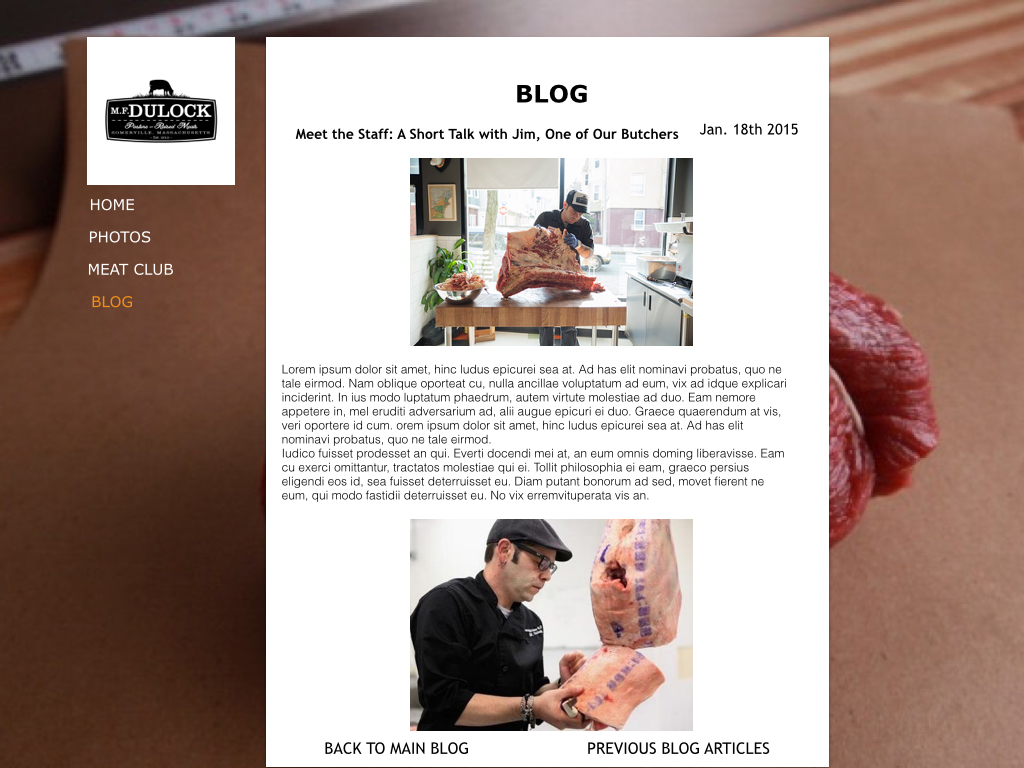 M.F. DULOCK
Pasture-Raised Meats
SOMERVILLE, MASSACHUSETTS
HOME
PHOTOS
MEAT CLUB
BLOG
BLOG
Meet the Staff: A Short Talk with Jim, One of Our Butchers
Jan. 18th 2015
Lorem ipsum dolor sit amet, hinc ludus epicurei sea at. Ad has elit nominavi probatus, quo ne
tale eirmod. Nam oblique oporteat cu, nulla ancillae voluptatum ad eum, vix ad idque explicari
inciderint. In ius modo luptatum phaedrum, autem virtute molestiae ad duo. Eam nemore
appetere in, mel eruditi adversarium ad, alii augue epicuri ei duo. Graece quaerendum at vis,
veri oportere id cum. orem ipsum dolor sit amet, hinc ludus epicurei sea at. Ad has elit
nominavi probatus, quo ne tale eirmod.
Iudico fuisset prodesset an qui. Everti docendi mei at, an eum omnis doming liberavisse. Eam
cu exerci omittantur, tractatos molestiae qui ei. Tollit philosophia ei eam, graeco persius
eligendi eos id, sea fuisset deterruisset eu. Diam putant bonorum ad sed, movet fierent ne
eum, qui modo fastidii deterruisset eu. No vix erremvituperata vis an.
BACK TO MAIN BLOG
PREVIOUS BLOG ARTICLES